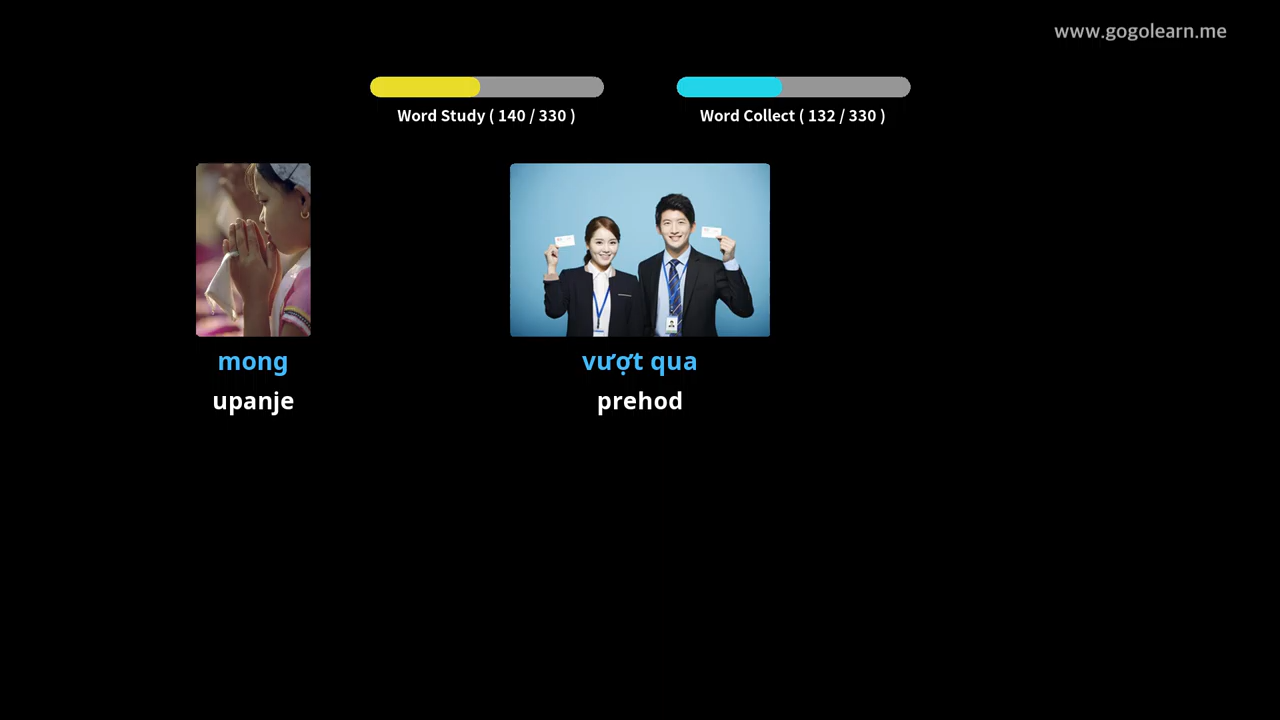 www.gogolearn.me
Word Study ( 140 / 330 )
Word Collect ( 132 / 330 )
mong
vượt qua
upanje
prehod